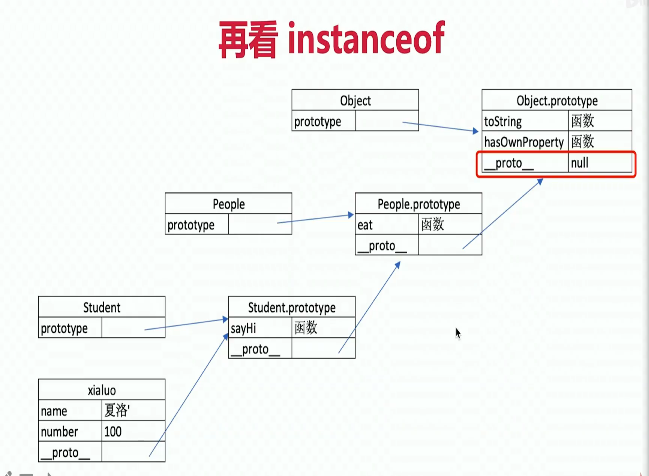 再看 instanceof
Object
prototype
Object.prototype
toString 函数
hasOwnProperty 函数
__proto__ null
People
prototype
People.prototype
eat 函数
__proto__
Student
prototype
Student.prototype
sayHi 函数
__proto__
xialuo
name 夏洛'
number 100
__proto__